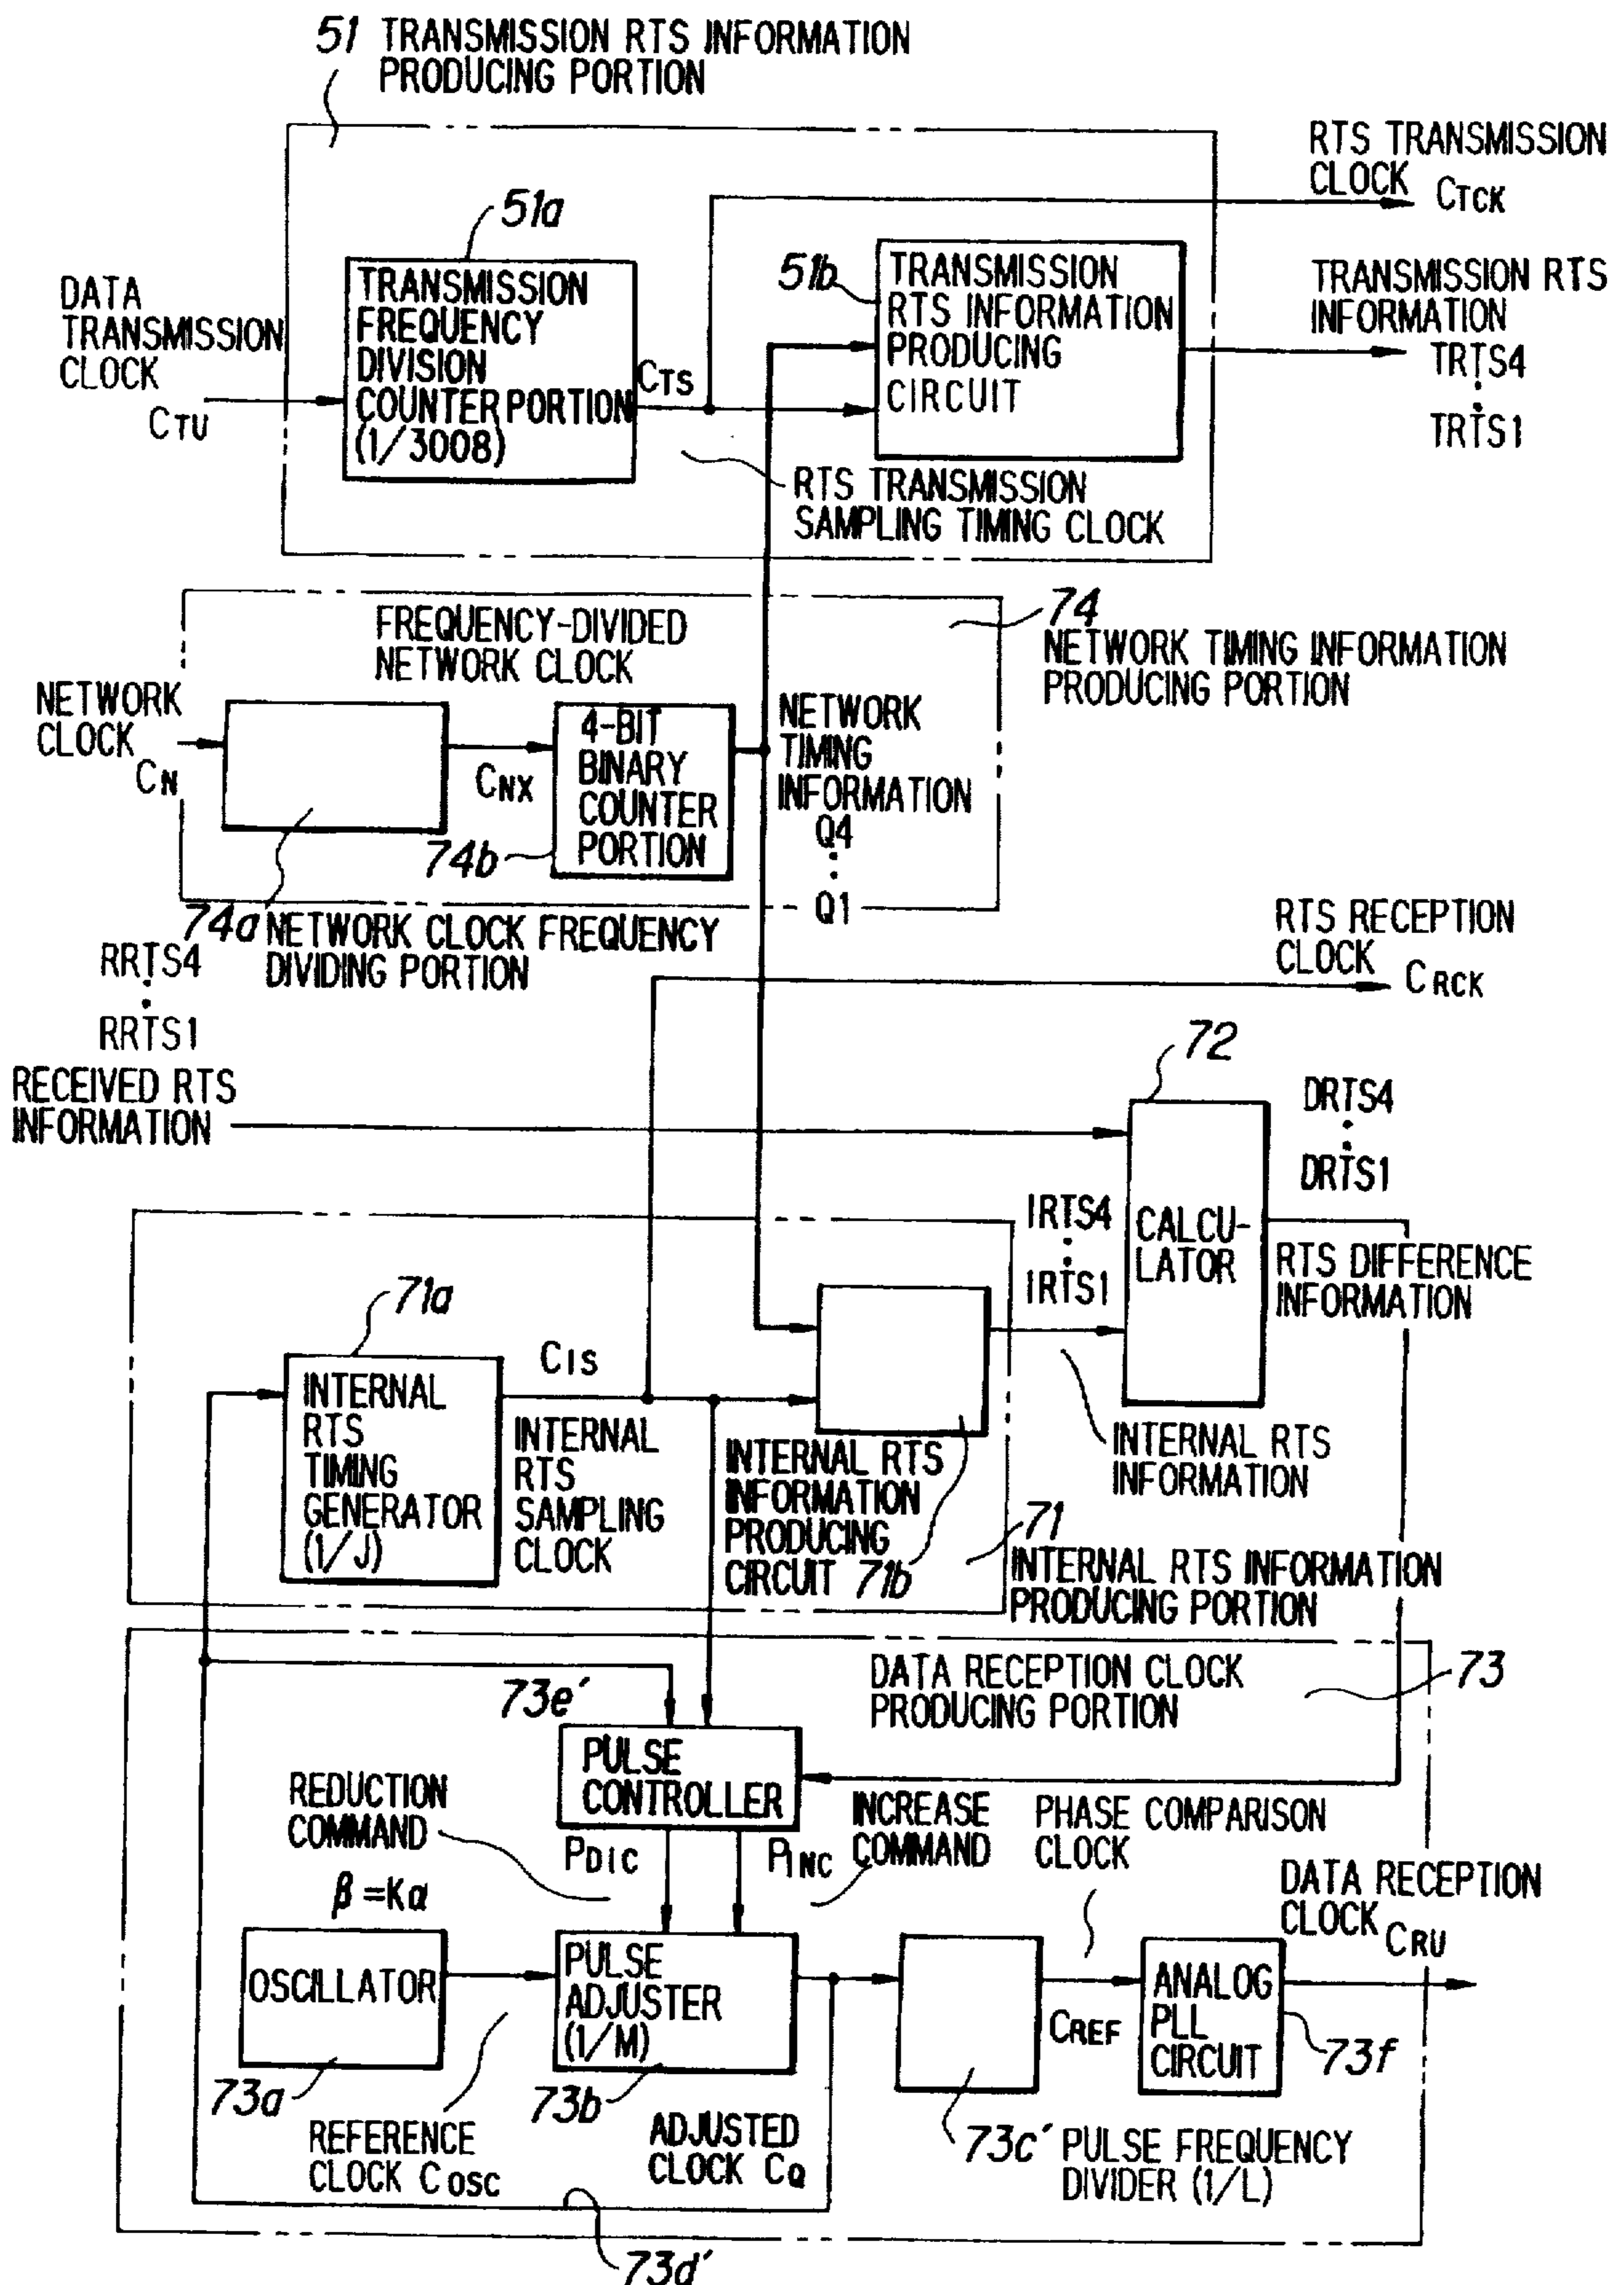 51 TRANSMISSION RTS INFORMATION
PRODUCING PORTION
RTS TRANSMISSION
CLOCK CTCK
51a
TRANSMISSION
FREQUENCY
DIVISION
COUNTER PORTION
(1/3008)
DATA
TRANSMISSION
CLOCK
CTU
CTS
51b
TRANSMISSION
RTS INFORMATION
PRODUCING
CIRCUIT
TRANSMISSION RTS
INFORMATION
TRTS4
TRTS1
RTS TRANSMISSION
SAMPLING TIMING CLOCK
FREQUENCY-DIVIDED
NETWORK CLOCK
74
NETWORK TIMING INFORMATION
PRODUCING PORTION
NETWORK
CLOCK
CN
CNX
4-BIT
BINARY
COUNTER
PORTION
74b
NETWORK
TIMING
INFORMATION
Q4
Q1
74a NETWORK CLOCK FREQUENCY
DIVIDING PORTION
RTS RECEPTION
CLOCK
CRCK
RRTS4
RRTS1
RECEIVED RTS
INFORMATION
72
CALCU-
LATOR
DRTS4
DRTS1
RTS DIFFERENCE
INFORMATION
IRTS4
IRTS1
71a
INTERNAL
RTS
TIMING
GENERATOR
(1/J)
CIS
INTERNAL
RTS
SAMPLING
CLOCK
INTERNAL RTS
INFORMATION
PRODUCING
CIRCUIT 71b
INTERNAL RTS
INFORMATION
71
INTERNAL RTS INFORMATION
PRODUCING PORTION
73e'
DATA RECEPTION CLOCK
PRODUCING PORTION
73
PULSE
CONTROLLER
REDUCTION
COMMAND
PDIC
PINC
INCREASE
COMMAND
PHASE COMPARISON
CLOCK
DATA RECEPTION
CLOCK
CRU
β=Kα
OSCILLATOR
73a
PULSE
ADJUSTER
(1/M)
73b
CREF
ANALOG
PLL
CIRCUIT
73f
REFERENCE
CLOCK COSC
ADJUSTED
CLOCK CQ
73c' PULSE FREQUENCY
DIVIDER (1/L)
73d'